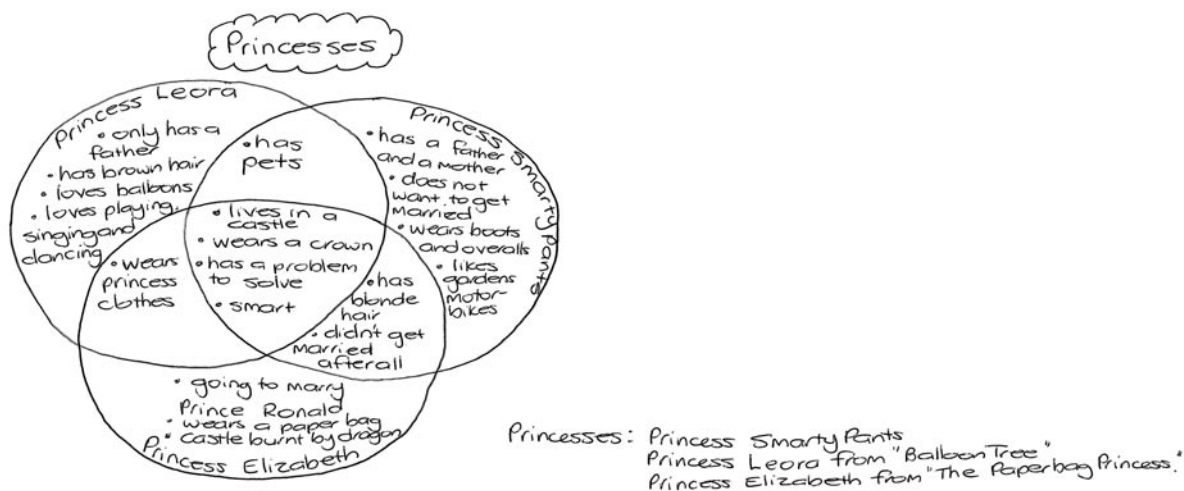 Princesses
Princess Leora
• only has a
father
• has brown hair
• loves balloons
• loves playing,
singing and
dancing
• has
pets
Princess Smarty Pants
• has a father
and a mother
• does not
want to get
married
• wears boots
and overalls
• likes
gardens
motor-
bikes
• lives in a
castle
• wears a crown
• has a problem
to solve
• smart
• wears
princess
clothes
• has
blonde
hair
• didn't get
married
afterall
• going to marry
Prince Ronald
• wears a paper bag
• castle burnt by dragon
Princess Elizabeth
Princesses: Princess Smarty Pants
Princess Leora from "Balloon Tree"
Princess Elizabeth from "The Paperbag Princess."